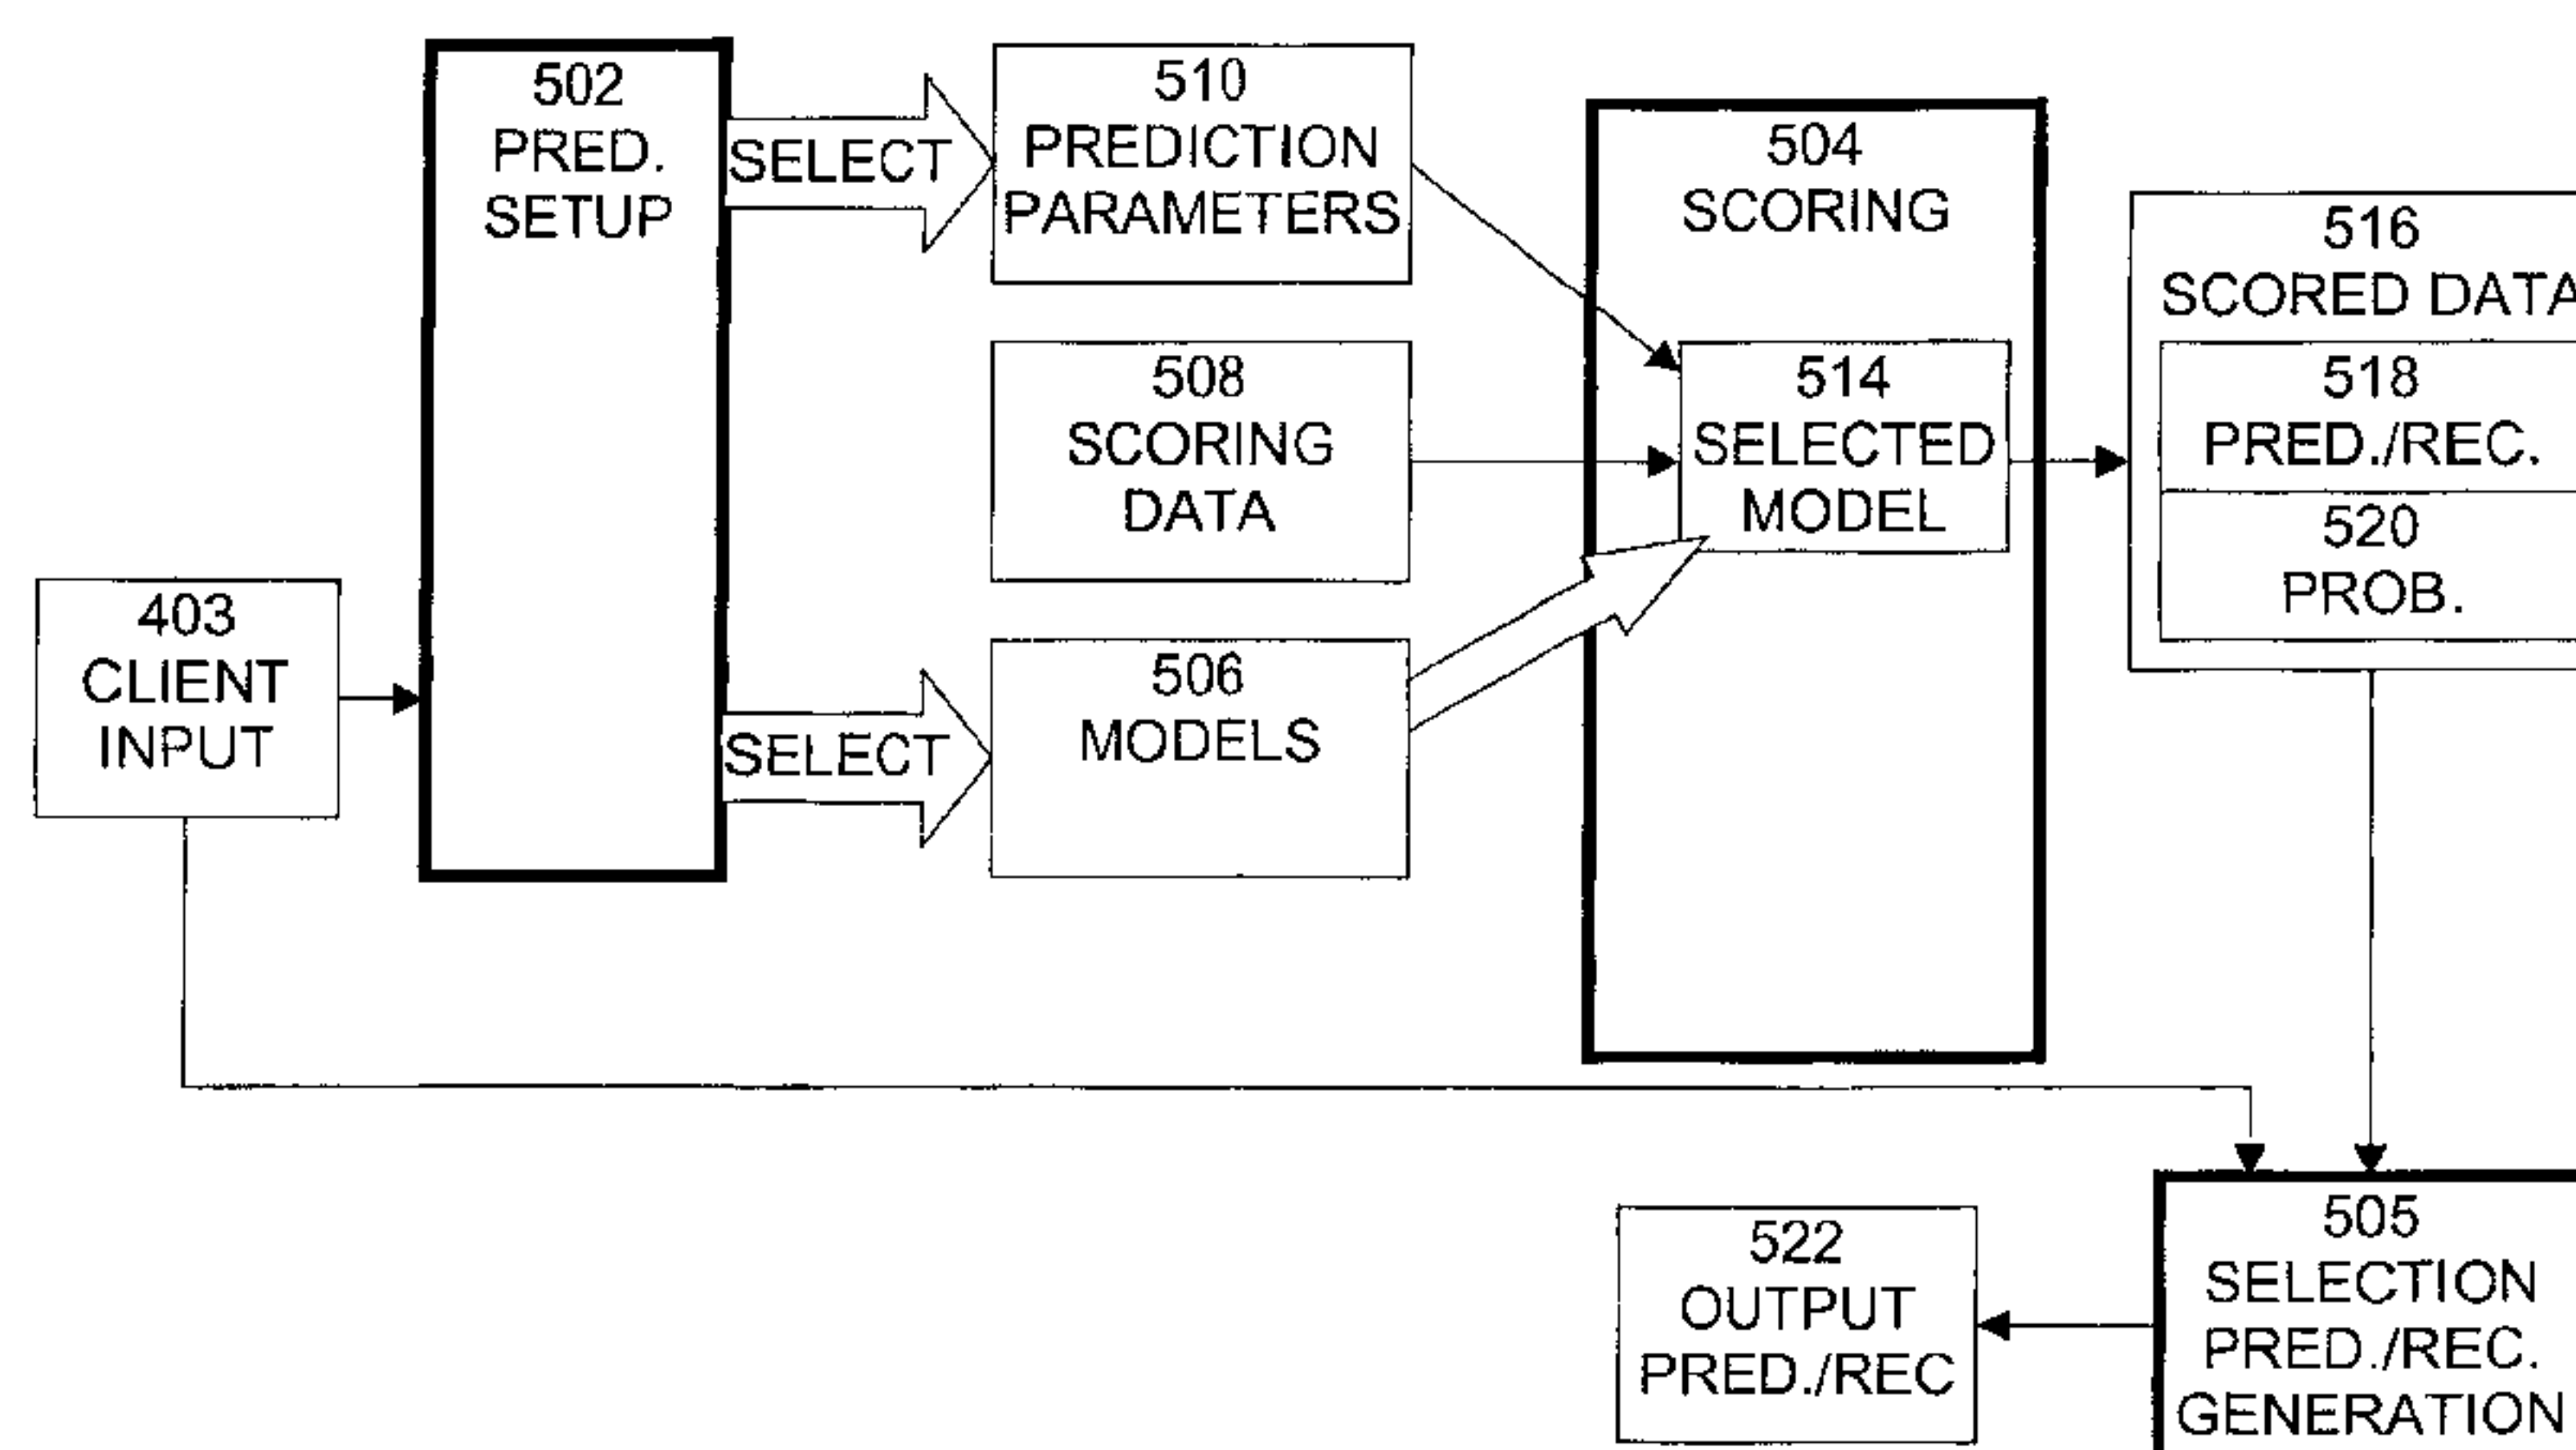 502
PRED.
SETUP
SELECT
510
PREDICTION
PARAMETERS
504
SCORING
516
SCORED DATA
508
SCORING
DATA
514
SELECTED
MODEL
518
PRED./REC.
520
PROB.
403
CLIENT
INPUT
SELECT
506
MODELS
522
OUTPUT
PRED./REC
505
SELECTION
PRED./REC.
GENERATION